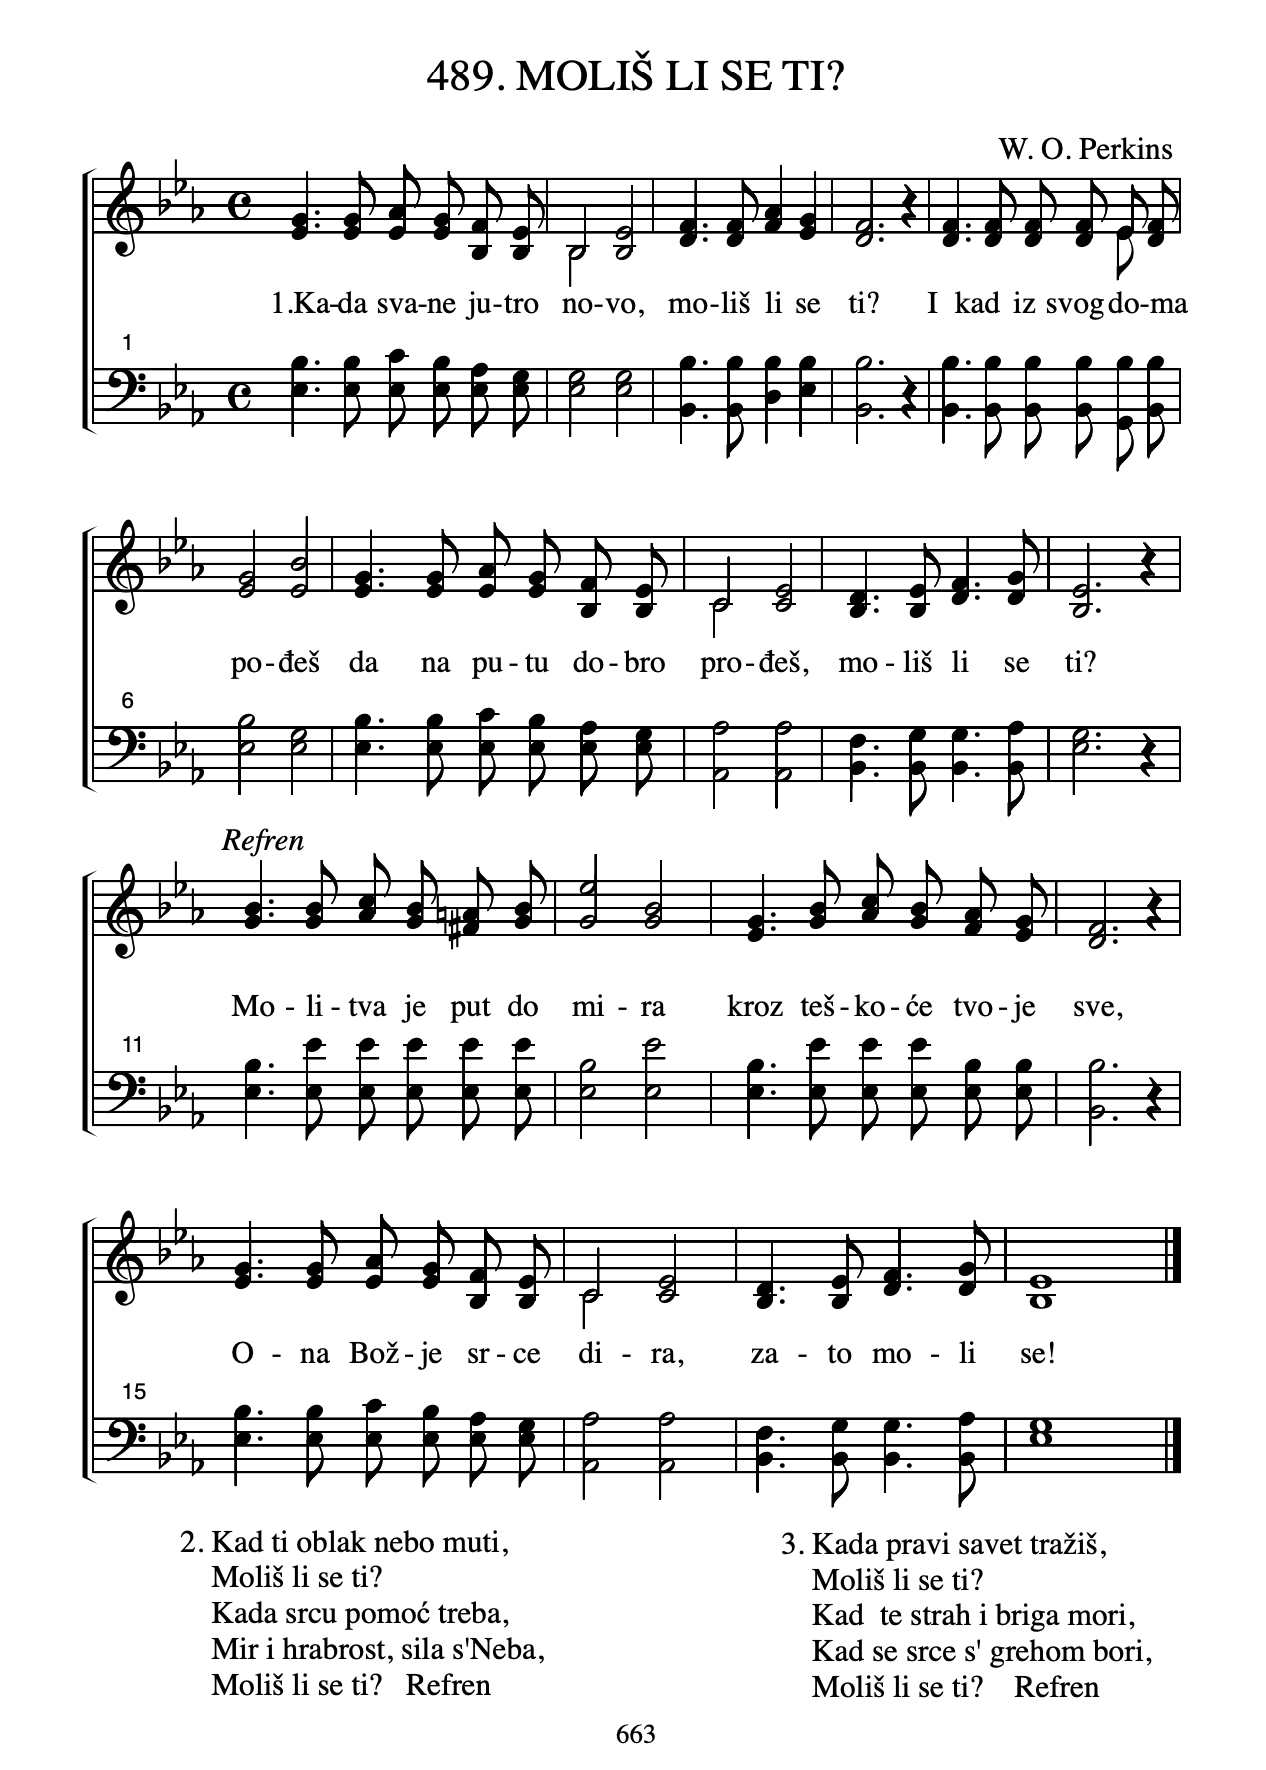 489. MOLIŠ LI SE TI?
W. O. Perkins
1.Ka-da sva-ne ju-tro no-vo, mo-liš li se ti? I kad iz svog do-ma
1
po-đeš da na pu-tu do-bro pro-đeš, mo-liš li se ti?
6
Refren
Mo-li-tva je put do mi-ra kroz teš-ko-će tvo-je sve,
11
O-na Bož-je sr-ce di-ra, za-to mo-li se!
15
2. Kad ti oblak nebo muti,
Moliš li se ti?
Kada srcu pomoć treba,
Mir i hrabrost, sila s'Neba,
Moliš li se ti? Refren
3. Kada pravi savet tražiš,
Moliš li se ti?
Kad te strah i briga mori,
Kad se srce s' grehom bori,
Moliš li se ti? Refren
663